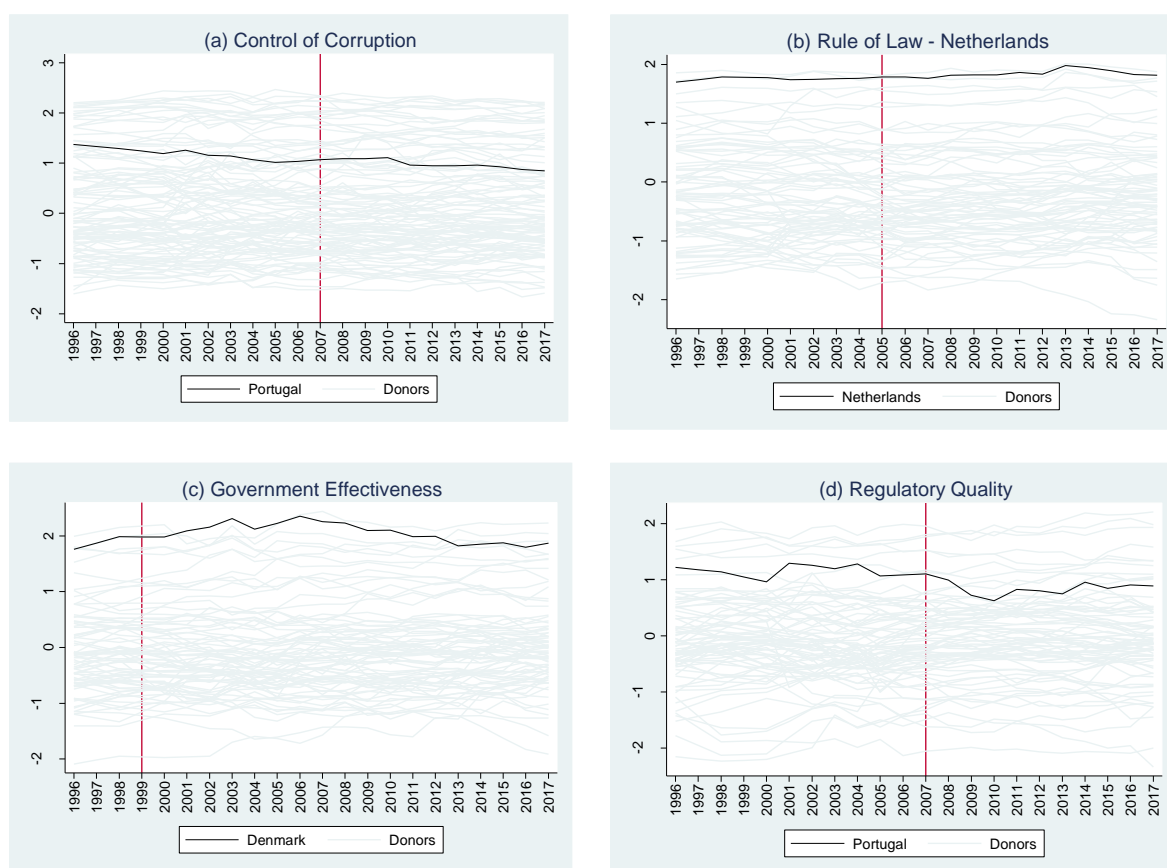 (a) Control of Corruption
3
2
1
0
-1
-2
1996 1997 1998 1999 2000 2001 2002 2003 2004 2005 2006 2007 2008 2009 2010 2011 2012 2013 2014 2015 2016 2017
Portugal Donors
(b) Rule of Law - Netherlands
2
1
0
-1
-2
1996 1997 1998 1999 2000 2001 2002 2003 2004 2005 2006 2007 2008 2009 2010 2011 2012 2013 2014 2015 2016 2017
Netherlands Donors
(c) Government Effectiveness
2
1
0
-1
-2
1996 1997 1998 1999 2000 2001 2002 2003 2004 2005 2006 2007 2008 2009 2010 2011 2012 2013 2014 2015 2016 2017
Denmark Donors
(d) Regulatory Quality
2
1
0
-1
-2
1996 1997 1998 1999 2000 2001 2002 2003 2004 2005 2006 2007 2008 2009 2010 2011 2012 2013 2014 2015 2016 2017
Portugal Donors